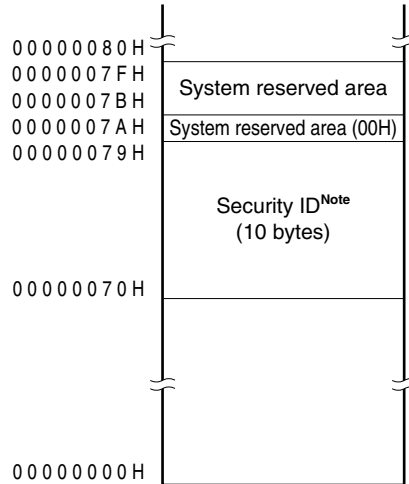 00000080H
0000007FH
System reserved area
0000007BH
0000007AH
System reserved area (00H)
00000079H
Security ID Note
(10 bytes)
00000070H
00000000H